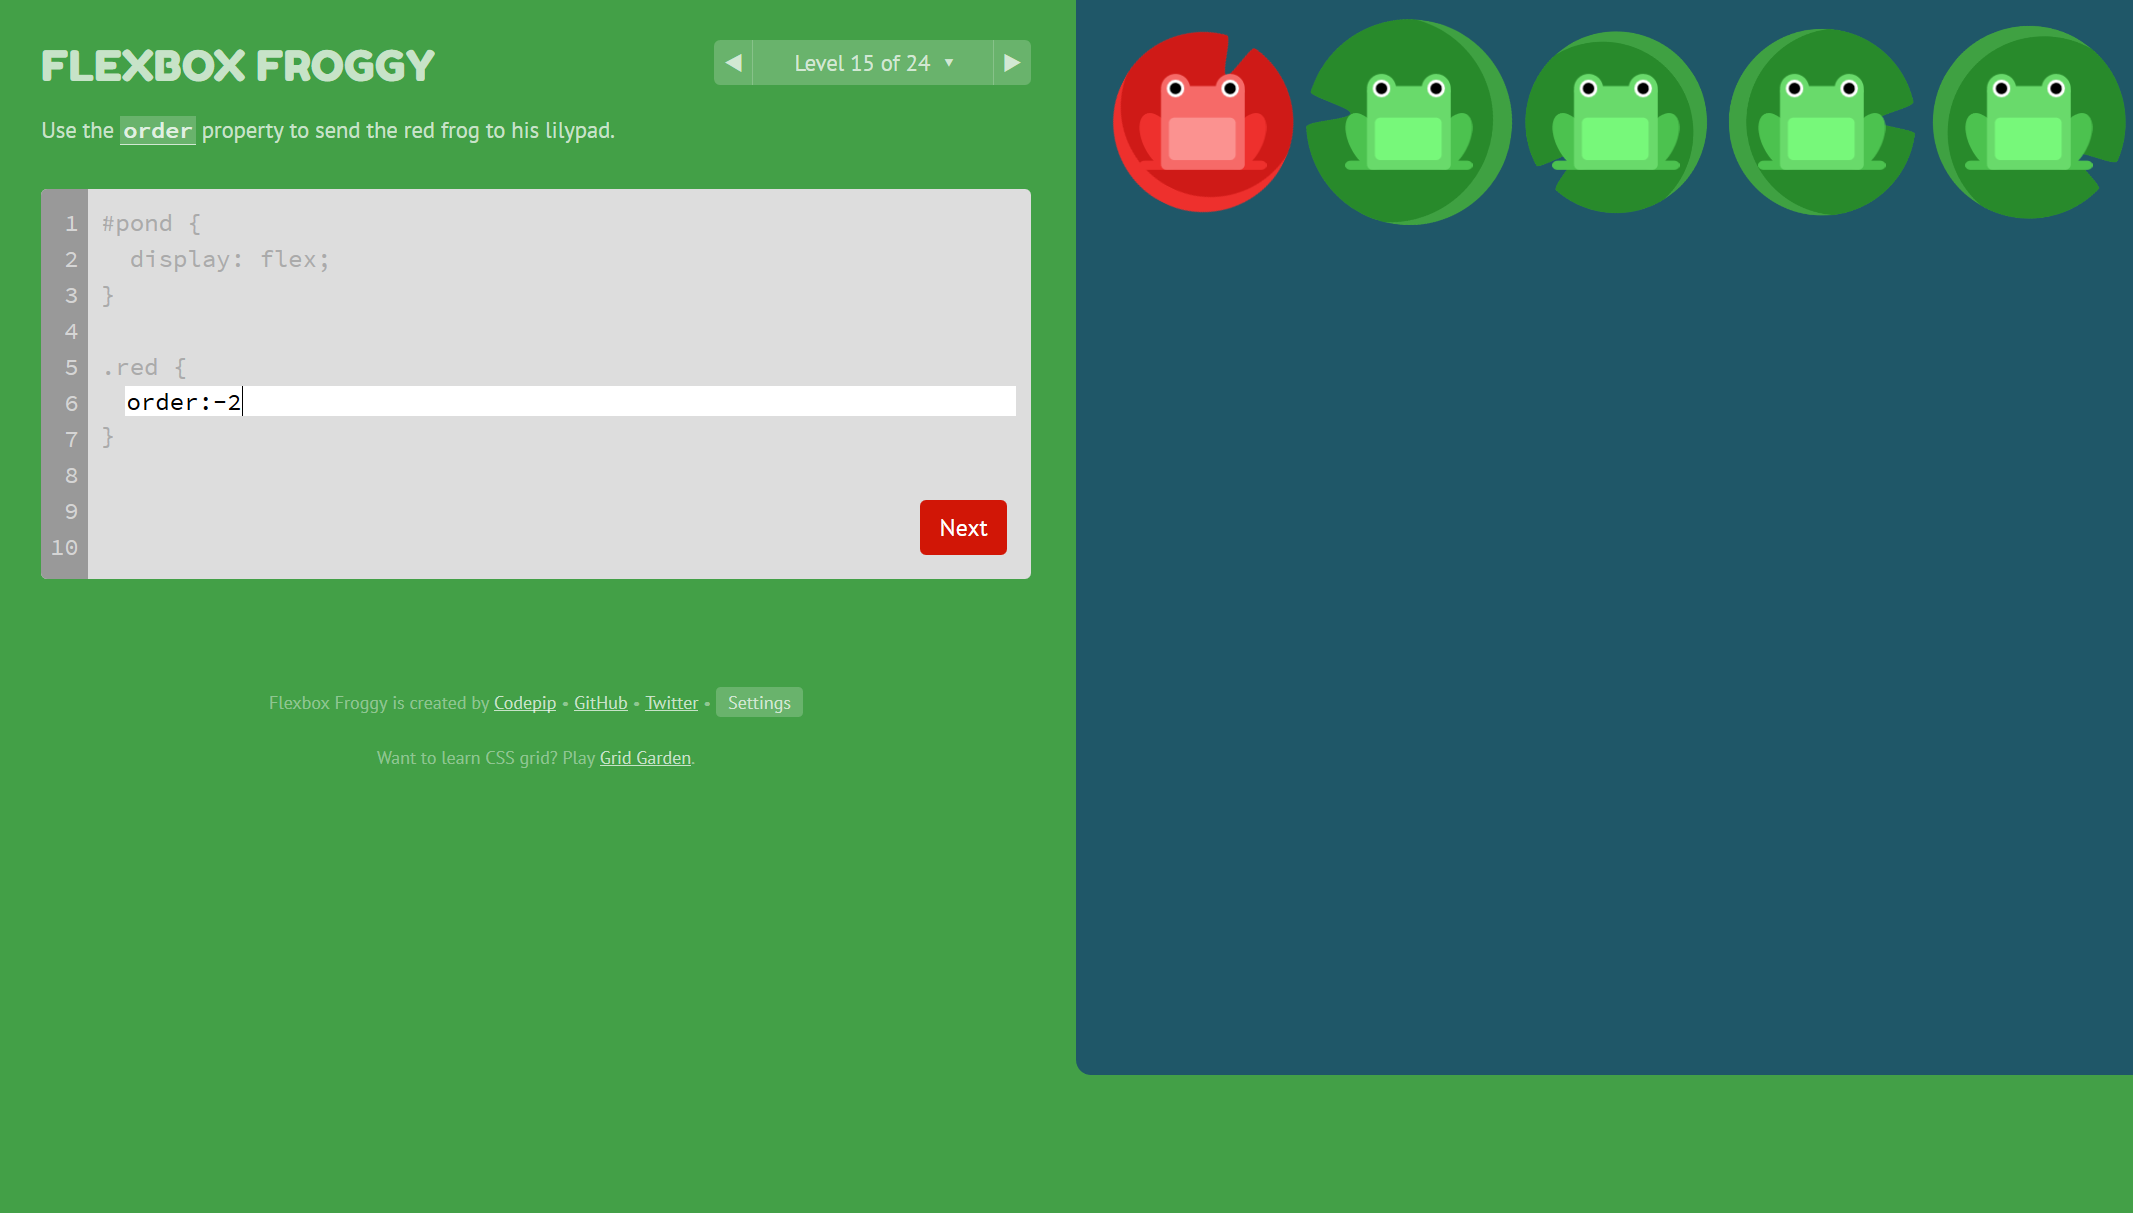 FLEXBOX FROGGY
◀ Level 15 of 24 ▼ ▶
Use the order property to send the red frog to his lilypad.
1 #pond {
2 display: flex;
3 }
4
5 .red {
6 order:-2
7 }
8
9
10
Next
Flexbox Froggy is created by Codepip • GitHub • Twitter • Settings
Want to learn CSS grid? Play Grid Garden.